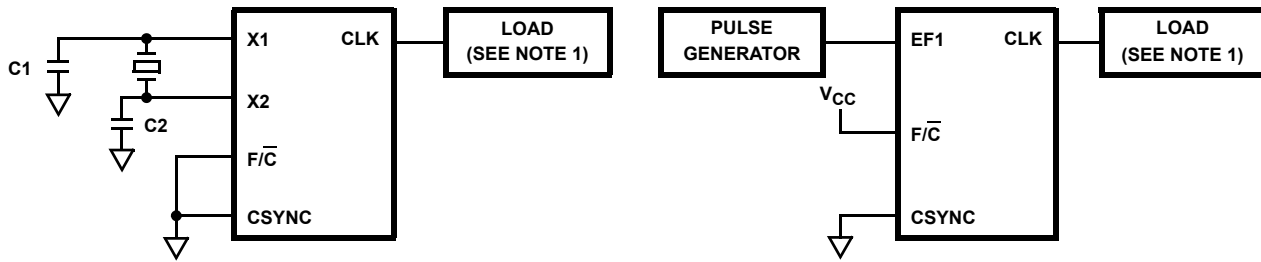 X1
CLK
LOAD
(SEE NOTE 1)
C1
X2
C2
F/C̅
CSYNC
PULSE
GENERATOR
EF1
CLK
LOAD
(SEE NOTE 1)
VCC
F/C̅
CSYNC